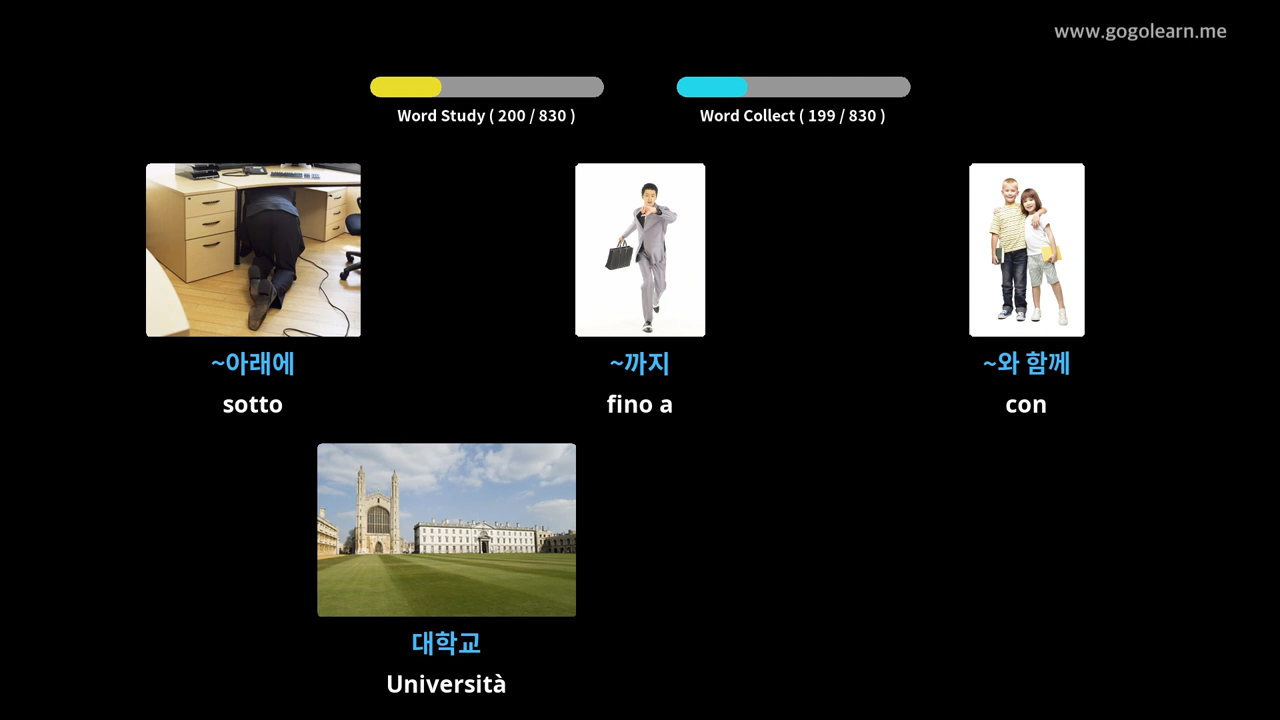 www.gogolearn.me
Word Study ( 200 / 830 )
Word Collect ( 199 / 830 )
~아래에
~까지
~와 함께
sotto
fino a
con
대학교
Università